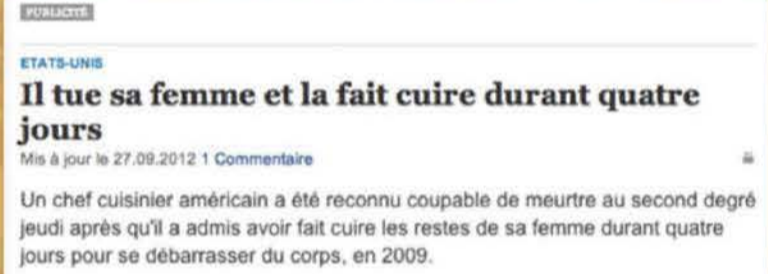 PUBLICITÉ
ETATS-UNIS
Il tue sa femme et la fait cuire durant quatre
jours
Mis à jour le 27.09.2012 1 Commentaire
Un chef cuisinier américain a été reconnu coupable de meurtre au second degré
jeudi après qu'il a admis avoir fait cuire les restes de sa femme durant quatre
jours pour se débarrasser du corps, en 2009.